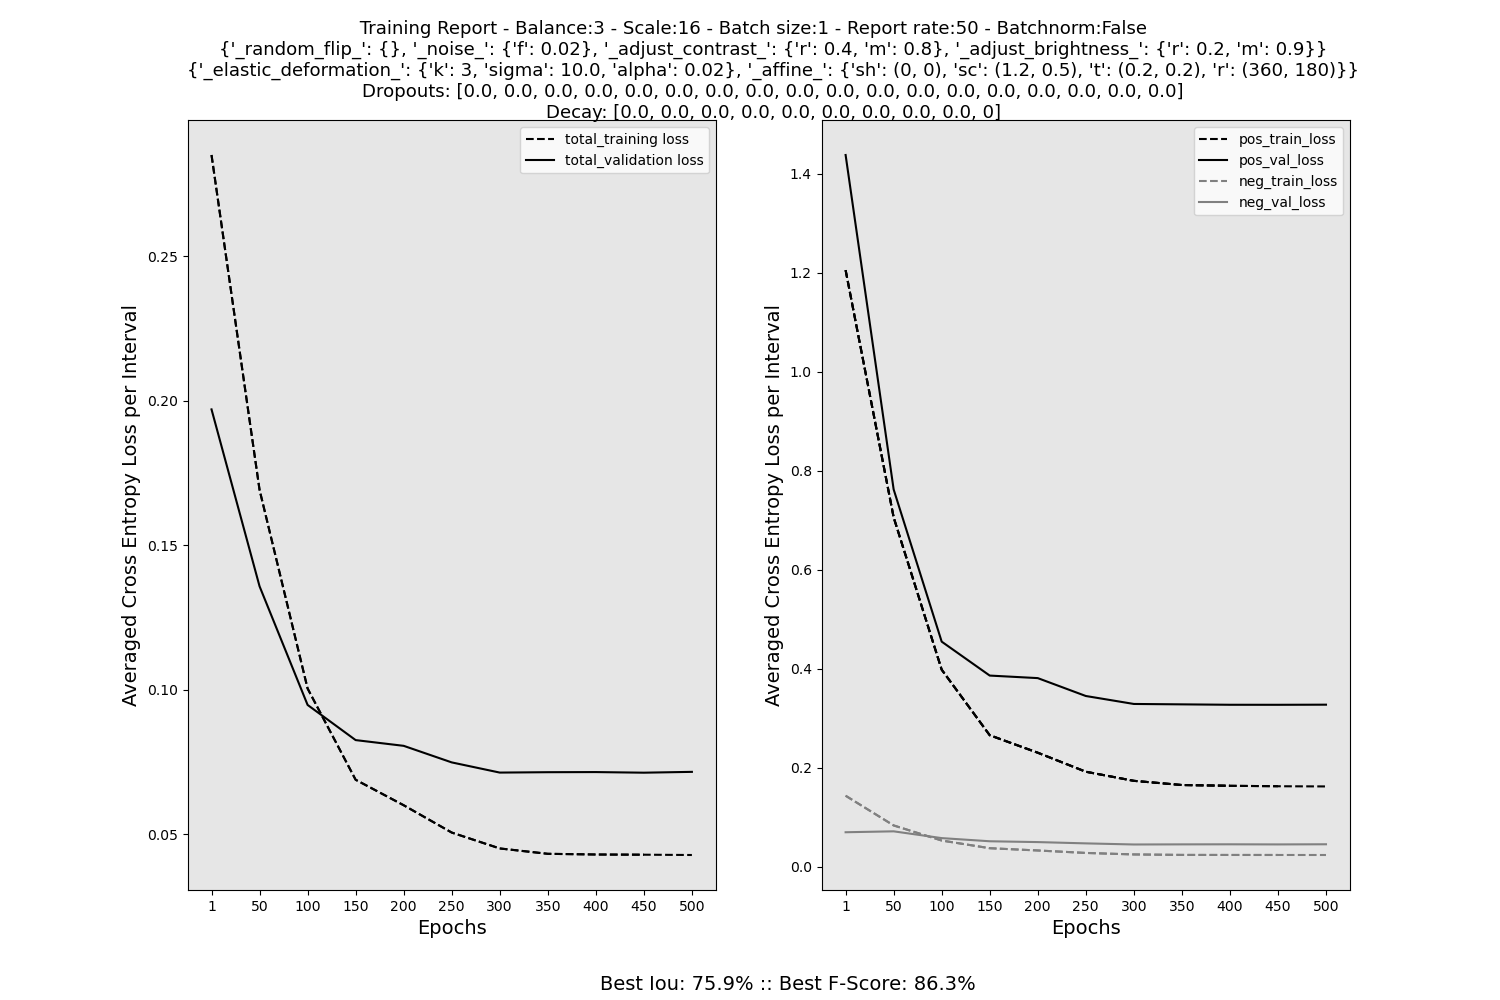 Training Report - Balance:3 - Scale:16 - Batch size:1 - Report rate:50 - Batchnorm:False
{'_random_flip_': {}, '_noise_': {'f': 0.02}, '_adjust_contrast_': {'r': 0.4, 'm': 0.8}, '_adjust_brightness_': {'r': 0.2, 'm': 0.9}}
{'_elastic_deformation_': {'k': 3, 'sigma': 10.0, 'alpha': 0.02}, '_affine_': {'sh': (0, 0), 'sc': (1.2, 0.5), 't': (0.2, 0.2), 'r': (360, 180)}}
Dropouts: [0.0, 0.0, 0.0, 0.0, 0.0, 0.0, 0.0, 0.0, 0.0, 0.0, 0.0, 0.0, 0.0, 0.0, 0.0, 0.0, 0.0, 0.0]
Decay: [0.0, 0.0, 0.0, 0.0, 0.0, 0.0, 0.0, 0.0, 0.0, 0]
total_training loss
total_validation loss
0.25
0.20
0.15
0.10
0.05
Averaged Cross Entropy Loss per Interval
1 50 100 150 200 250 300 350 400 450 500
Epochs
pos_train_loss
pos_val_loss
neg_train_loss
neg_val_loss
1.4
1.2
1.0
0.8
0.6
0.4
0.2
0.0
Averaged Cross Entropy Loss per Interval
1 50 100 150 200 250 300 350 400 450 500
Epochs
Best Iou: 75.9% :: Best F-Score: 86.3%